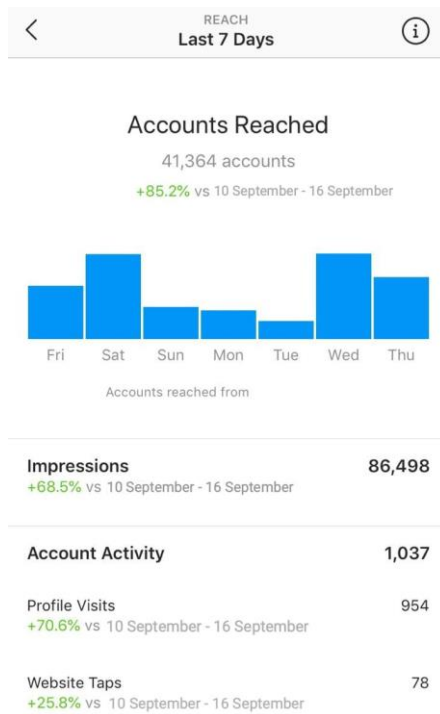 REACH
Last 7 Days
Accounts Reached
41,364 accounts
+85.2% vs 10 September - 16 September
Fri Sat Sun Mon Tue Wed Thu
Accounts reached from
Impressions 86,498
+68.5% vs 10 September - 16 September
Account Activity 1,037
Profile Visits 954
+70.6% vs 10 September - 16 September
Website Taps 78
+25.8% vs 10 September - 16 September